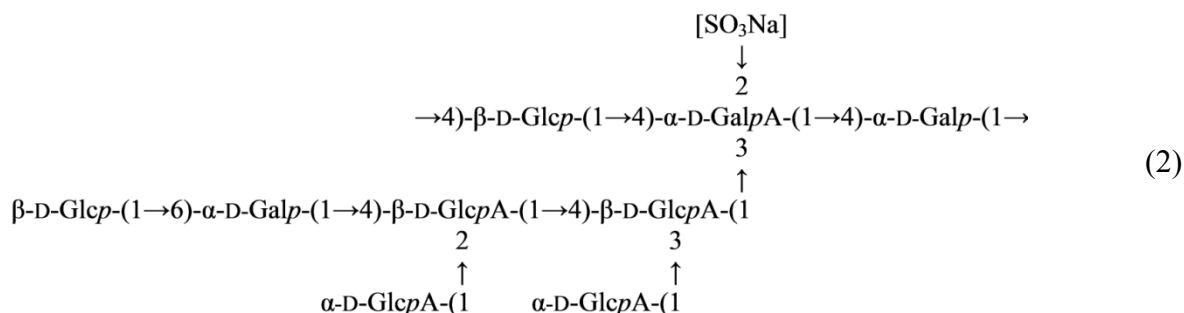 [SO₃Na]
↓
2
→4)-β-D-Glcp-(1→4)-α-D-GalpA-(1→4)-α-D-Galp-(1→
3
(2)
↑
β-D-Glcp-(1→6)-α-D-Galp-(1→4)-β-D-GlcpA-(1→4)-β-D-GlcpA-(1
2 3
↑ ↑
α-D-GlcpA-(1 α-D-GlcpA-(1